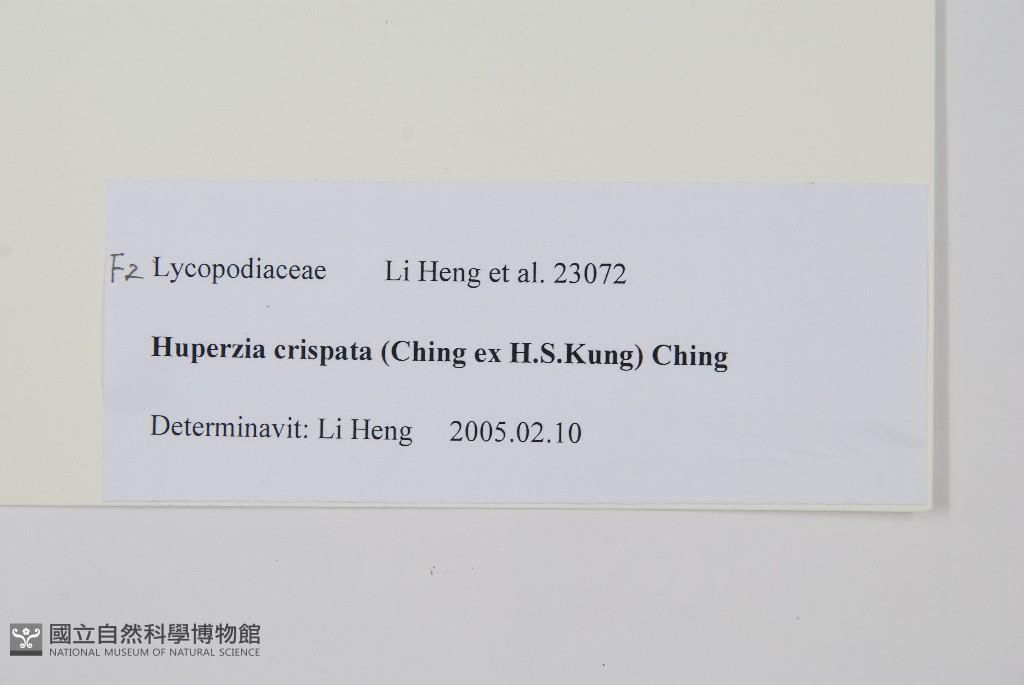 F2 Lycopodiaceae Li Heng et al. 23072
Huperzia crispata (Ching ex H.S.Kung) Ching
Determinavit: Li Heng 2005.02.10
國立自然科學博物館
NATIONAL MUSEUM OF NATURAL SCIENCE